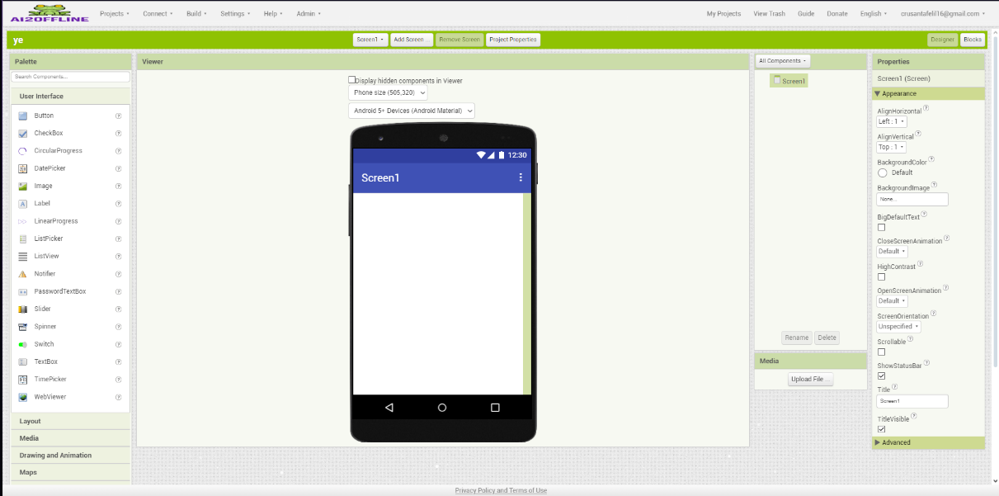 AI2OFFLINE
Projects Connect Build Settings Help Admin My Projects View Trash Guide Donate English crusantafelil16@gmail.com
ye Screen1 Add Screen ... Remove Screen Project Properties Designer Blocks
Palette
Search Components...
User Interface
Button
CheckBox
CircularProgress
DatePicker
Image
Label
LinearProgress
ListPicker
ListView
Notifier
PasswordTextBox
Slider
Spinner
Switch
TextBox
TimePicker
WebViewer
Layout
Media
Drawing and Animation
Maps
Viewer
Display hidden components in Viewer
Phone size (505,320)
Android 5+ Devices (Android Material)
12:30
Screen1
All Components
Screen1
Rename Delete
Media
Upload File ...
Properties
Screen1 (Screen)
Appearance
AlignHorizontal
Left : 1
AlignVertical
Top : 1
BackgroundColor
Default
BackgroundImage
None...
BigDefaultText
CloseScreenAnimation
Default
HighContrast
OpenScreenAnimation
Default
ScreenOrientation
Unspecified
Scrollable
ShowStatusBar
Title
Screen1
TitleVisible
Advanced
Privacy Policy and Terms of Use